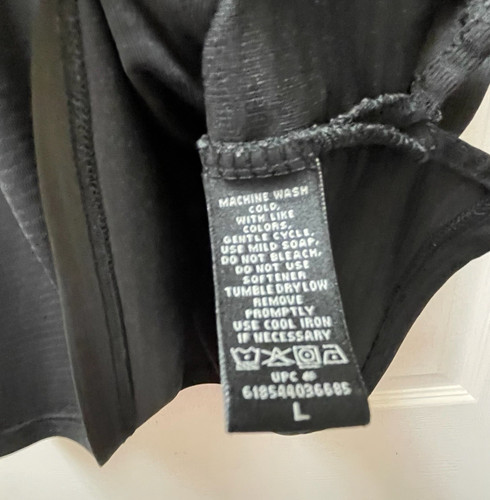 MACHINE WASH
COLD,
WITH LIKE
COLORS,
GENTLE CYCLE,
USE MILD SOAP,
DO NOT BLEACH,
DO NOT USE
SOFTENER
TUMBLE DRY LOW
REMOVE
PROMPTLY
USE COOL IRON
IF NECESSARY
UPC #
618544036685
L